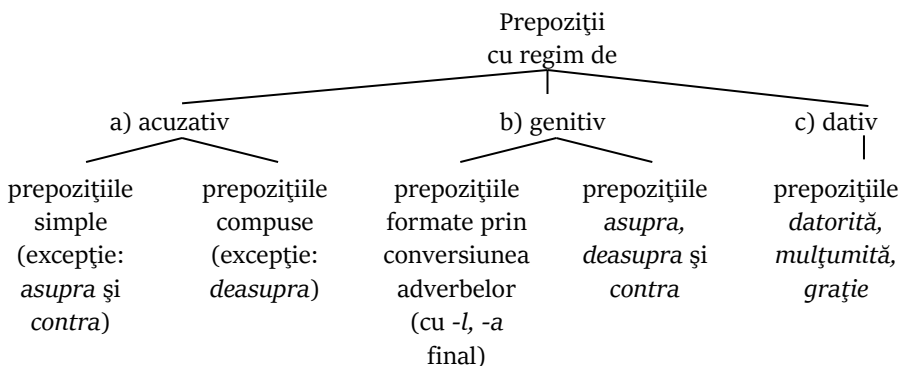 Prepoziţii
cu regim de
a) acuzativ
b) genitiv
c) dativ
prepoziţiile
simple
(excepţie:
asupra şi
contra)
prepoziţiile
compuse
(excepţie:
deasupra)
prepoziţiile
formate prin
conversiunea
adverbelor
(cu -l, -a
final)
prepoziţiile
asupra,
deasupra şi
contra
prepoziţiile
datorită,
mulţumită,
graţie